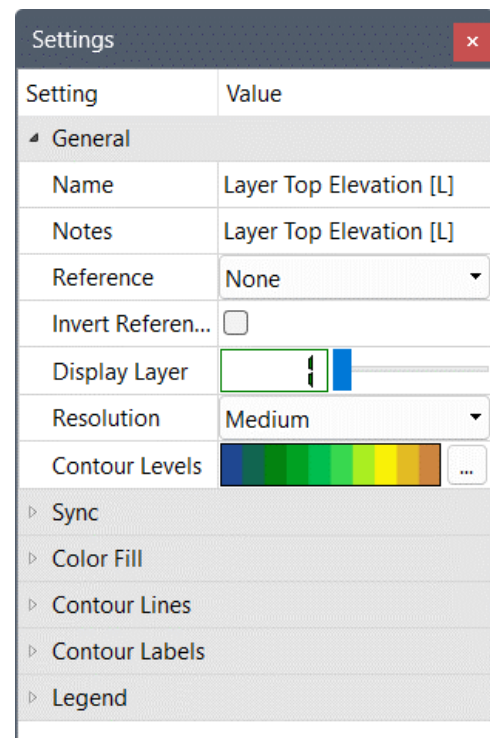 Settings
Setting Value
General
Name Layer Top Elevation [L]
Notes Layer Top Elevation [L]
Reference None
Invert Referen...
Display Layer 1
Resolution Medium
Contour Levels ...
Sync
Color Fill
Contour Lines
Contour Labels
Legend